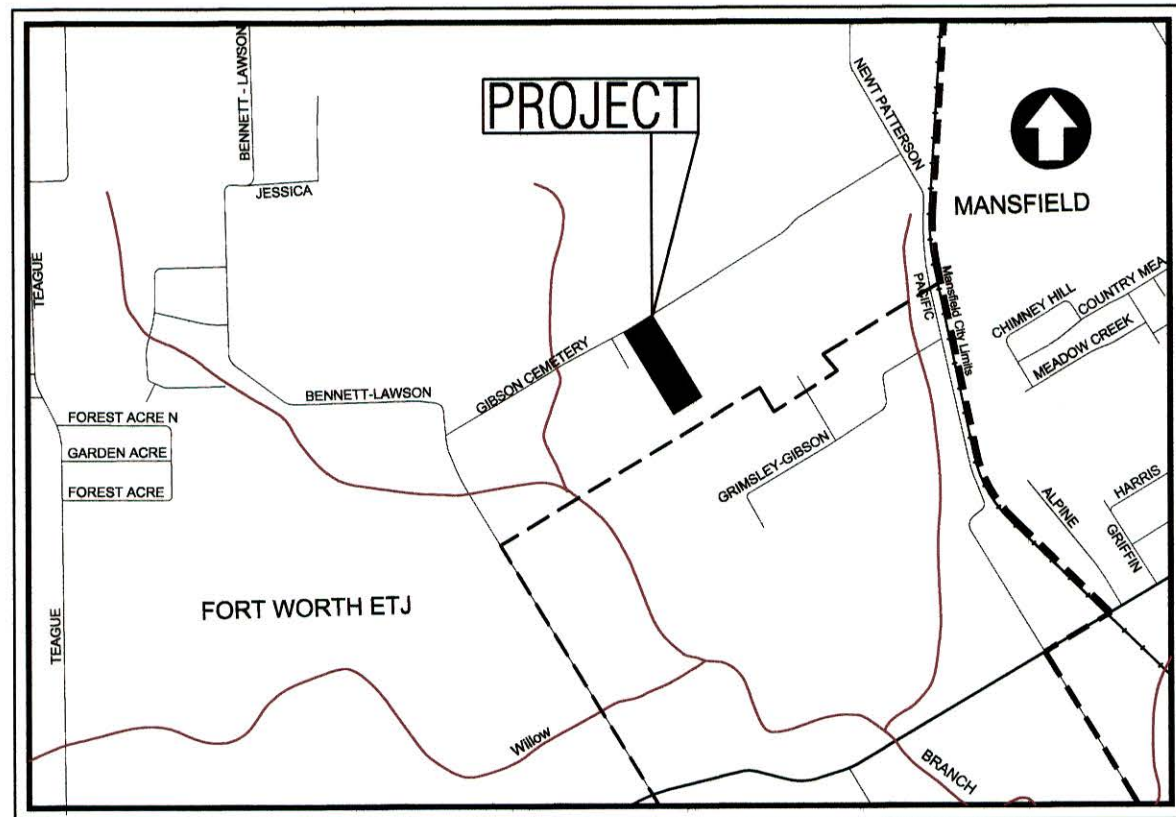 BENNETT - LAWSON
PROJECT
NEWT PATTERSON
JESSICA
MANSFIELD
TEAGUE
PACIFIC
Mansfield City Limits
CHIMNEY HILL
COUNTRY MEA
MEADOW CREEK
GIBSON CEMETERY
BENNETT-LAWSON
FOREST ACRE N
GARDEN ACRE
FOREST ACRE
GRIMSLEY-GIBSON
ALPINE
HARRIS
GRIFFIN
FORT WORTH ETJ
TEAGUE
Willow
BRANCH